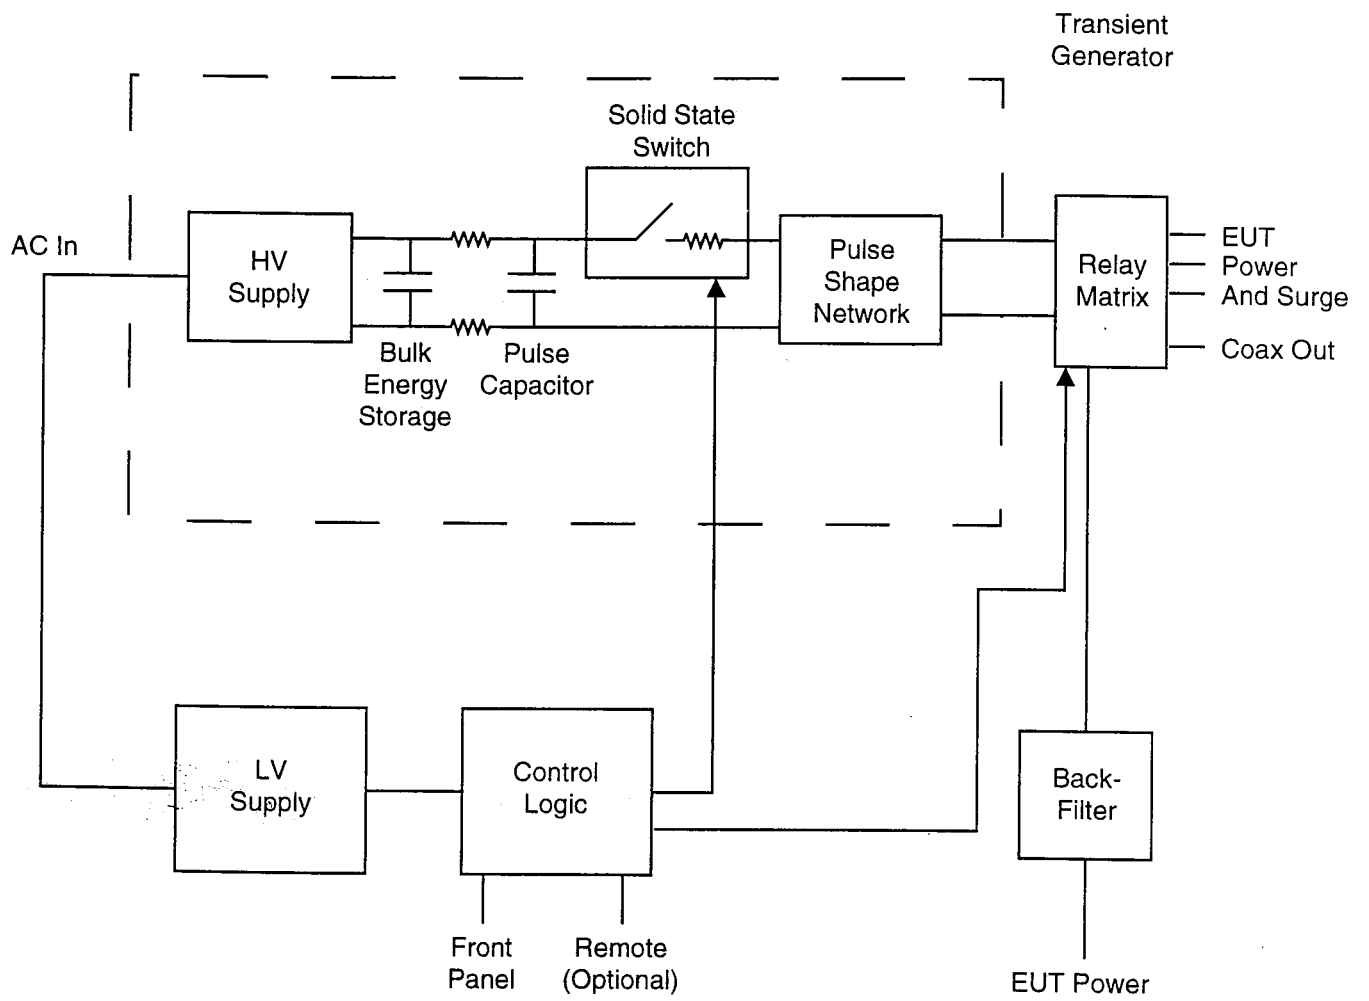 Transient
Generator
Solid State
Switch
AC In
HV
Supply
Pulse
Shape
Network
Relay
Matrix
EUT
Power
And Surge
Coax Out
Bulk
Energy
Storage
Pulse
Capacitor
LV
Supply
Control
Logic
Back-
Filter
Front
Panel
Remote
(Optional)
EUT Power